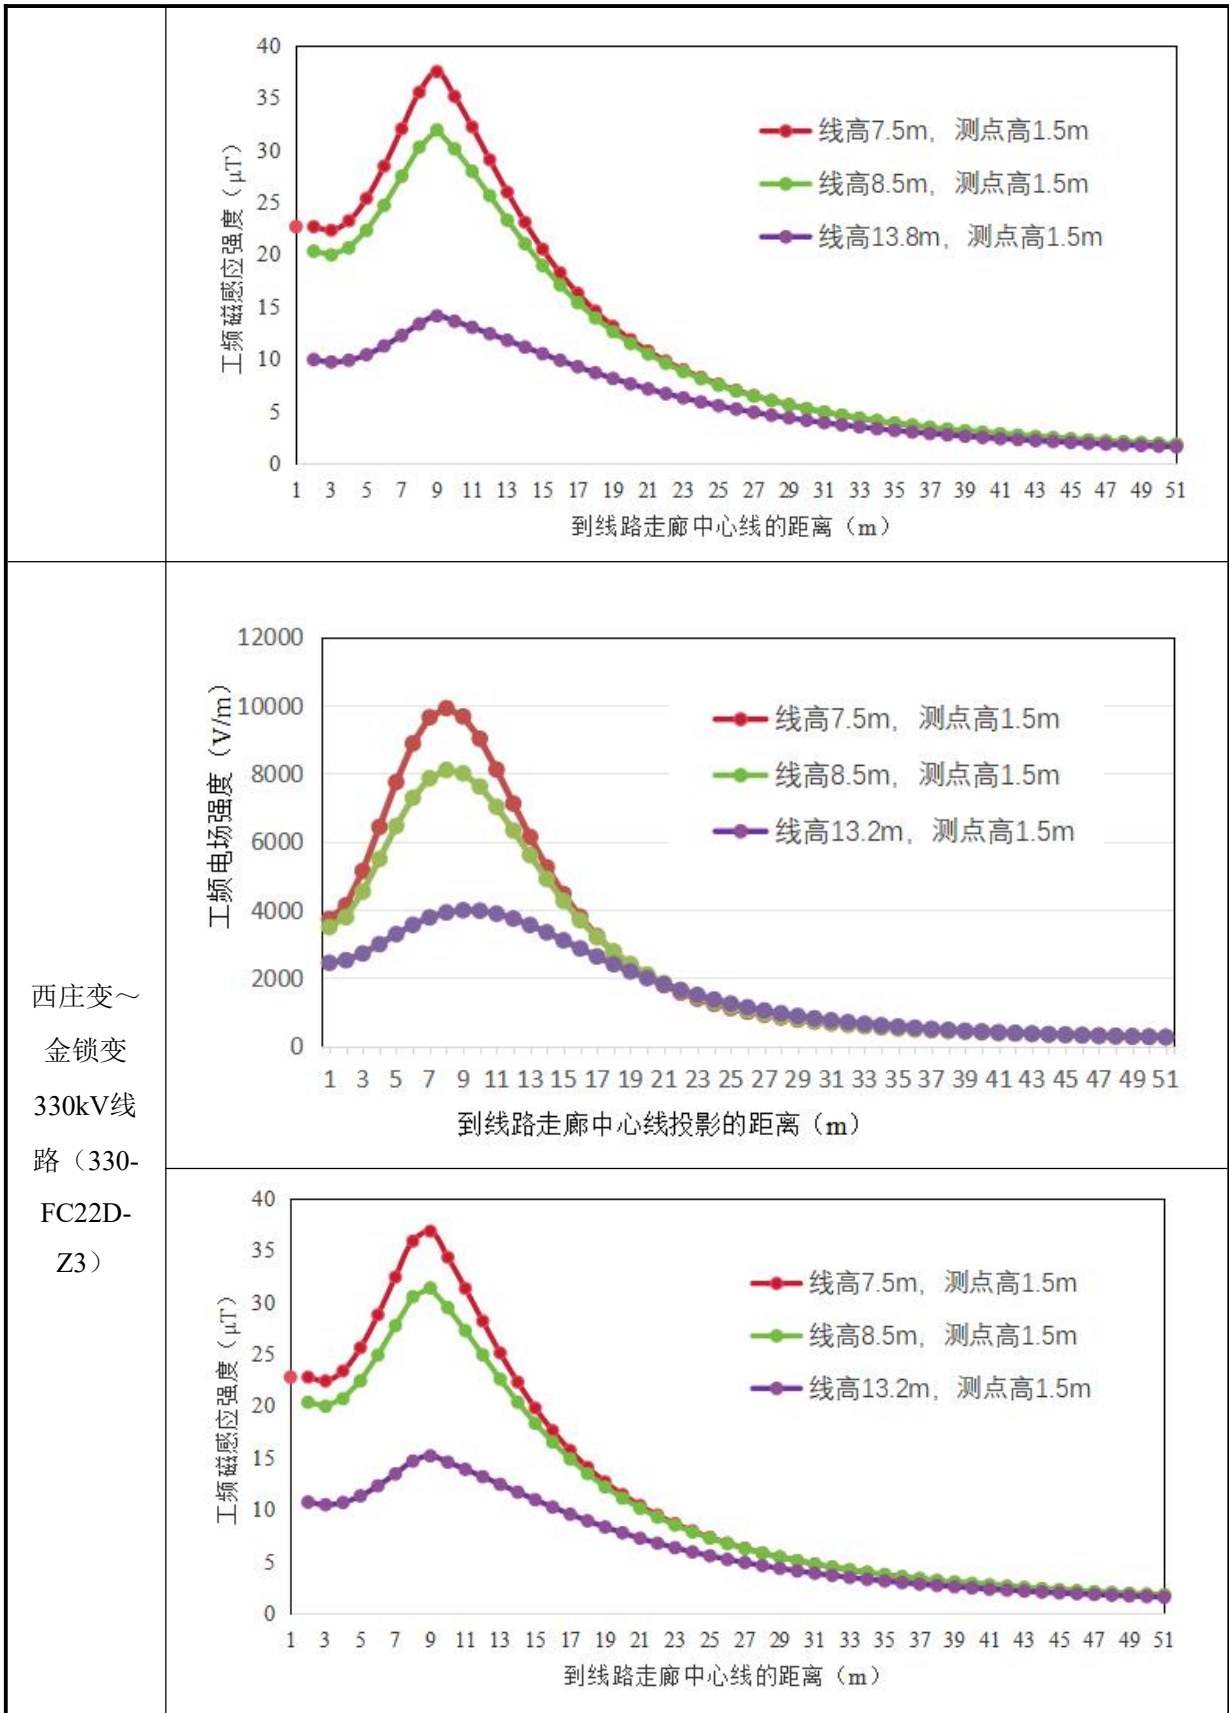 40
35
30
25
20
15
10
5
0
工频磁感应强度（μT）
线高7.5m，测点高1.5m
线高8.5m，测点高1.5m
线高13.8m，测点高1.5m
1 3 5 7 9 11 13 15 17 19 21 23 25 27 29 31 33 35 37 39 41 43 45 47 49 51
到线路走廊中心线的距离（m）
西庄变～
金锁变
330kV线
路（330-
FC22D-
Z3）
12000
10000
8000
6000
4000
2000
0
工频电场强度（V/m）
线高7.5m，测点高1.5m
线高8.5m，测点高1.5m
线高13.2m，测点高1.5m
1 3 5 7 9 11 13 15 17 19 21 23 25 27 29 31 33 35 37 39 41 43 45 47 49 51
到线路走廊中心线投影的距离（m）
40
35
30
25
20
15
10
5
0
工频磁感应强度（μT）
线高7.5m，测点高1.5m
线高8.5m，测点高1.5m
线高13.2m，测点高1.5m
1 3 5 7 9 11 13 15 17 19 21 23 25 27 29 31 33 35 37 39 41 43 45 47 49 51
到线路走廊中心线的距离（m）